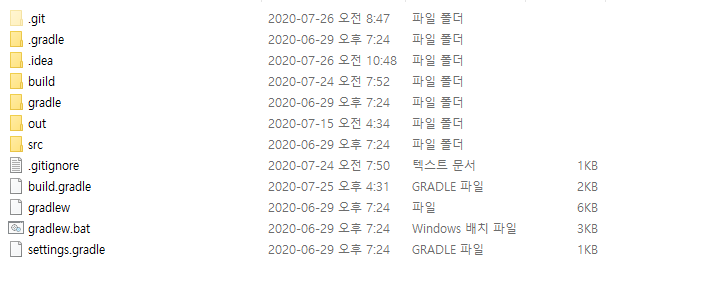 .git 2020-07-26 오전 8:47 파일 폴더
.gradle 2020-06-29 오후 7:24 파일 폴더
.idea 2020-07-26 오전 10:48 파일 폴더
build 2020-07-24 오전 7:52 파일 폴더
gradle 2020-06-29 오후 7:24 파일 폴더
out 2020-07-15 오전 4:34 파일 폴더
src 2020-06-29 오후 7:24 파일 폴더
.gitignore 2020-07-24 오전 7:50 텍스트 문서 1KB
build.gradle 2020-07-25 오후 4:31 GRADLE 파일 2KB
gradlew 2020-06-29 오후 7:24 파일 6KB
gradlew.bat 2020-06-29 오후 7:24 Windows 배치 파일 3KB
settings.gradle 2020-06-29 오후 7:24 GRADLE 파일 1KB